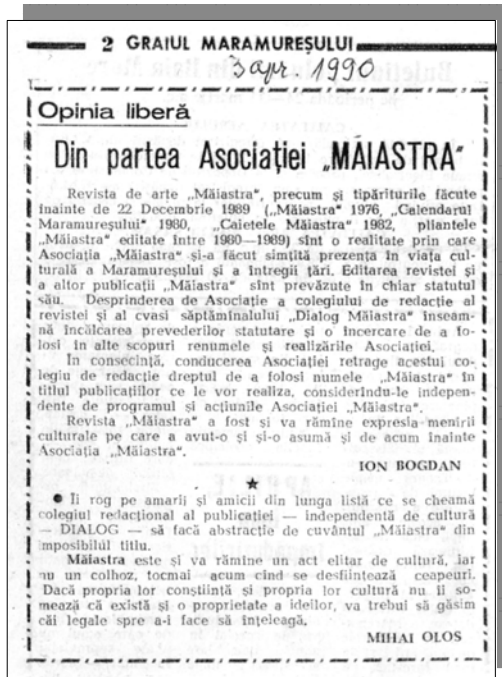 2 GRAIUL MARAMUREȘULUI
3 apr. 1990
Opinia liberă
Din partea Asociației „MĂIASTRA“
Revista de arte „Măiastra“, precum și tipăriturile făcute
înainte de 22 Decembrie 1989 („Măiastra“ 1976, „Calendarul
Maramureșului“ 1980, „Caietele Măiastra“ 1982, pliantele
„Măiastra“ editate între 1980—1989) sînt o realitate prin care
Asociația „Măiastra“ și-a făcut simțită prezența în viața cul-
turală a Maramureșului și a întregii țări. Editarea revistei și
a altor publicații „Măiastra“ sînt prevăzute în chiar statutul
său. Desprinderea de Asociație a colegiului de redacție al
revistei și al cvasi săptămînalului „Dialog Măiastra“ inseam-
nă încălcarea prevederilor statutare și o încercare de a fo-
losi în alte scopuri renumele și realizările Asociației.
In consecință, conducerea Asociației retrage acestui co-
legiu de redacție dreptul de a folosi numele „Măiastra“ în
titlul publicațiilor ce le vor realiza, considerîndu-le indepen-
dente de programul și acțiunile Asociației „Măiastra“.
Revista „Măiastra“ a fost și va rămîne expresia menirii
culturale pe care a avut-o și și-o asumă și de acum înainte
Asociația „Măiastra“.
ION BOGDAN
★
● Ii rog pe amarii și amicii din lunga listă ce se cheamă
colegiul redacțional al publicației — independentă de cultură
— DIALOG — să facă abstracție de cuvântul „Măiastra“ din
imposibilul titlu.
Măiastra este și va rămîne un act elitar de cultură, iar
nu un colhoz, tocmai acum cînd se desființează ceapeuri.
Dacă propria lor conștiință și propria lor cultură nu îi so-
mează că există și o proprietate a ideilor, va trebui să găsim
căi legale spre a-i face să înțeleagă.
MIHAI OLOS